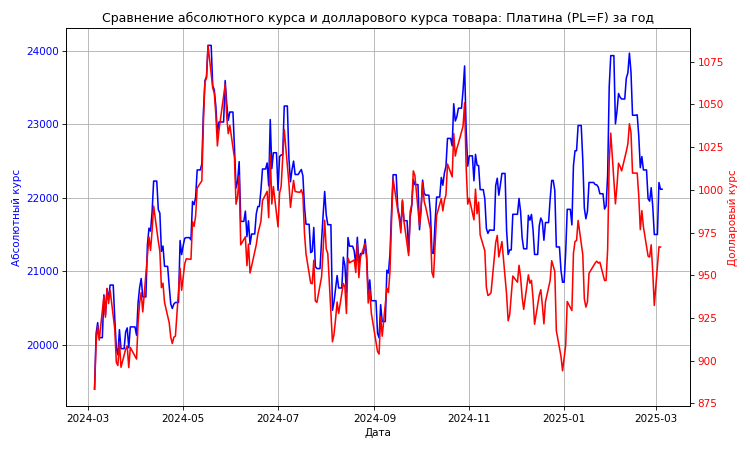 Сравнение абсолютного курса и долларового курса товара: Платина (PL=F) за год
24000
23000
22000
21000
20000
Абсолютный курс
1075
1050
1025
1000
975
950
925
900
875
Долларовый курс
2024-03 2024-05 2024-07 2024-09 2024-11 2025-01 2025-03
Дата